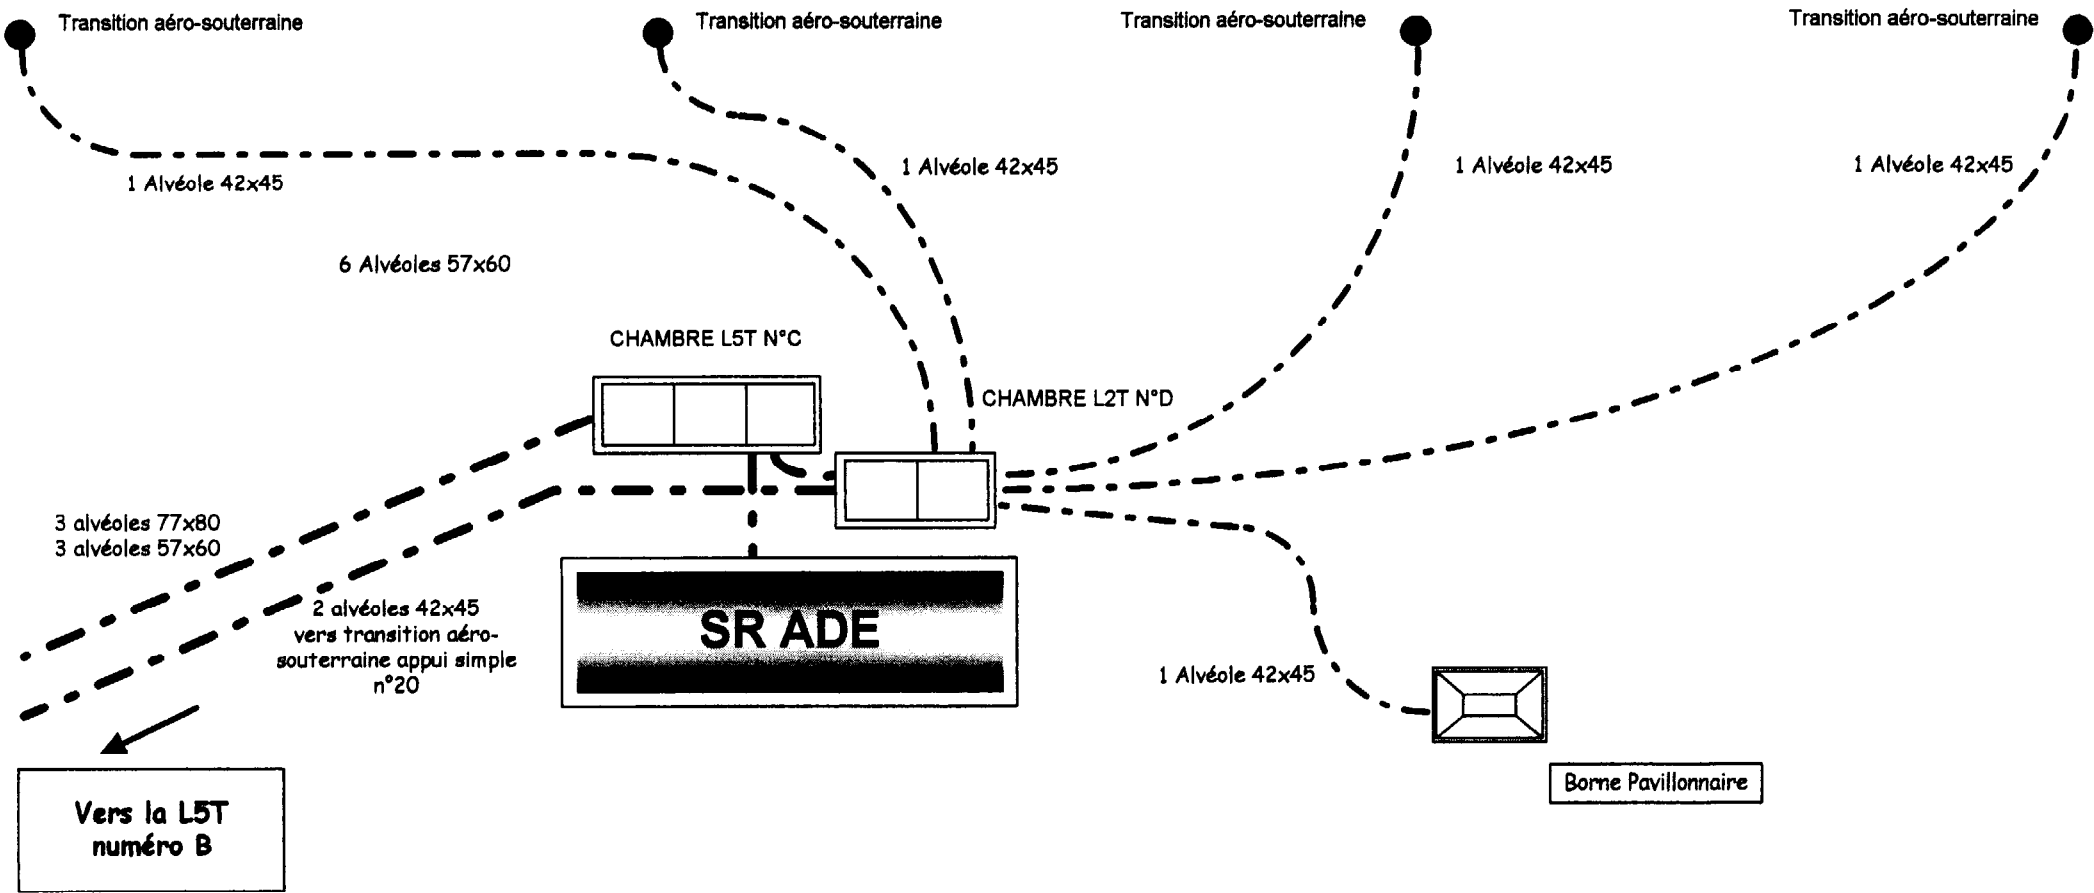 Transition aéro-souterraine
Transition aéro-souterraine
Transition aéro-souterraine
Transition aéro-souterraine
1 Alvéole 42x45
1 Alvéole 42x45
1 Alvéole 42x45
1 Alvéole 42x45
6 Alvéoles 57x60
CHAMBRE L5T N°C
CHAMBRE L2T N°D
3 alvéoles 77x80
3 alvéoles 57x60
2 alvéoles 42x45
vers transition aéro-
souterraine appui simple
n°20
SR ADE
1 Alvéole 42x45
Borne Pavillonnaire
Vers la L5T
numéro B